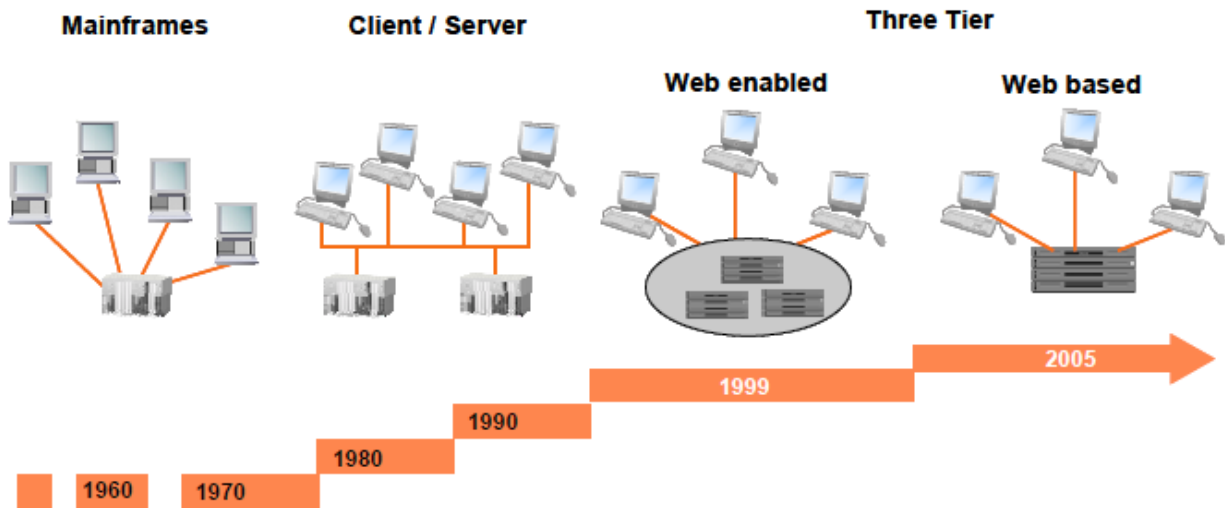 Mainframes
Client / Server
Three Tier
Web enabled
Web based
2005
1999
1990
1980
1960
1970